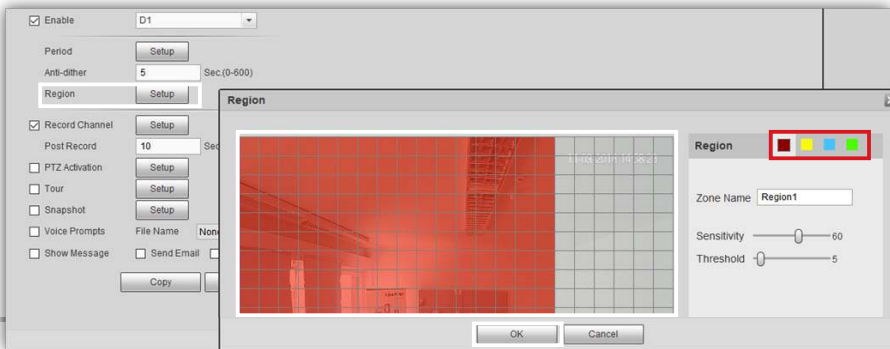 Enable D1
Period Setup
Anti-dither 5 Sec.(0-600)
Region Setup
Record Channel Setup
Post Record 10 Sec
PTZ Activation Setup
Tour Setup
Snapshot Setup
Voice Prompts File Name None
Show Message Send Email
Copy
Region
Region
Zone Name Region1
Sensitivity 60
Threshold 5
OK Cancel